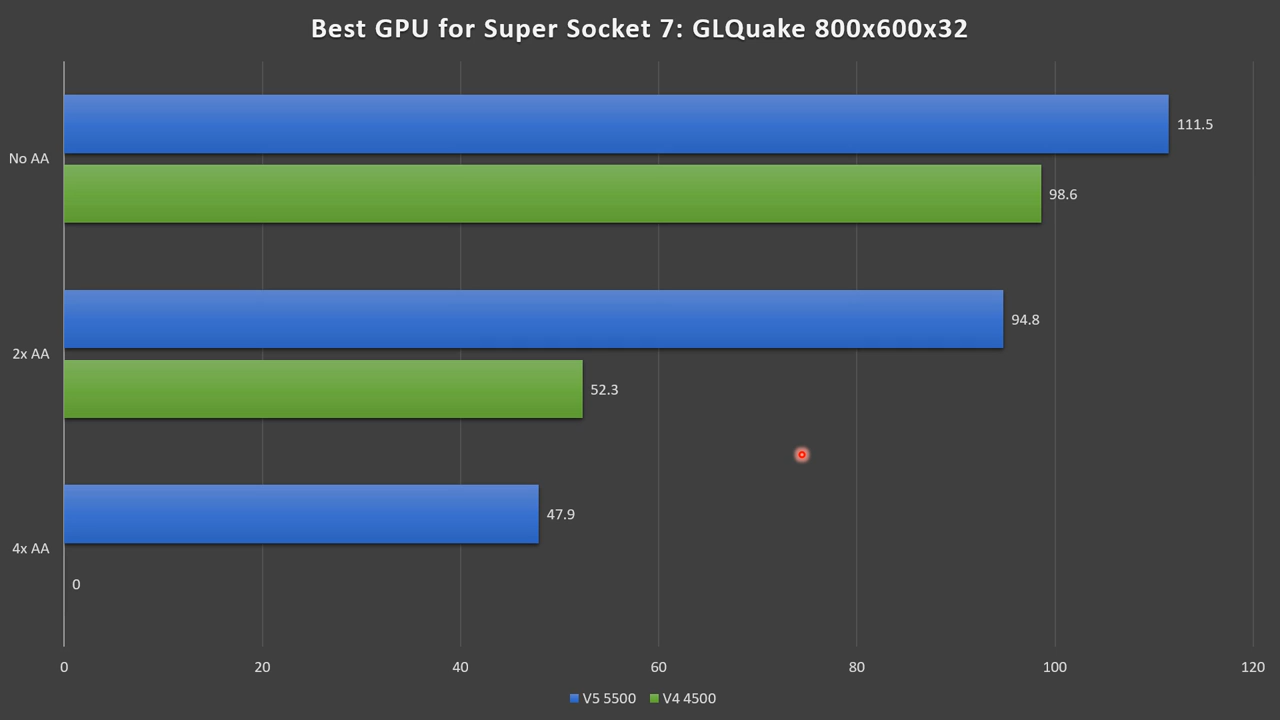 Best GPU for Super Socket 7: GLQuake 800x600x32
No AA
111.5
98.6
2x AA
94.8
52.3
4x AA
47.9
0
0 20 40 60 80 100 120
V5 5500 V4 4500